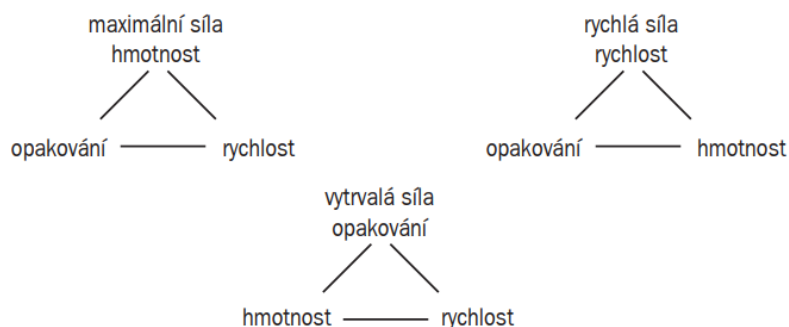 maximální síla
hmotnost
opakování
rychlost
rychlá síla
rychlost
opakování
hmotnost
vytrvalá síla
opakování
hmotnost
rychlost